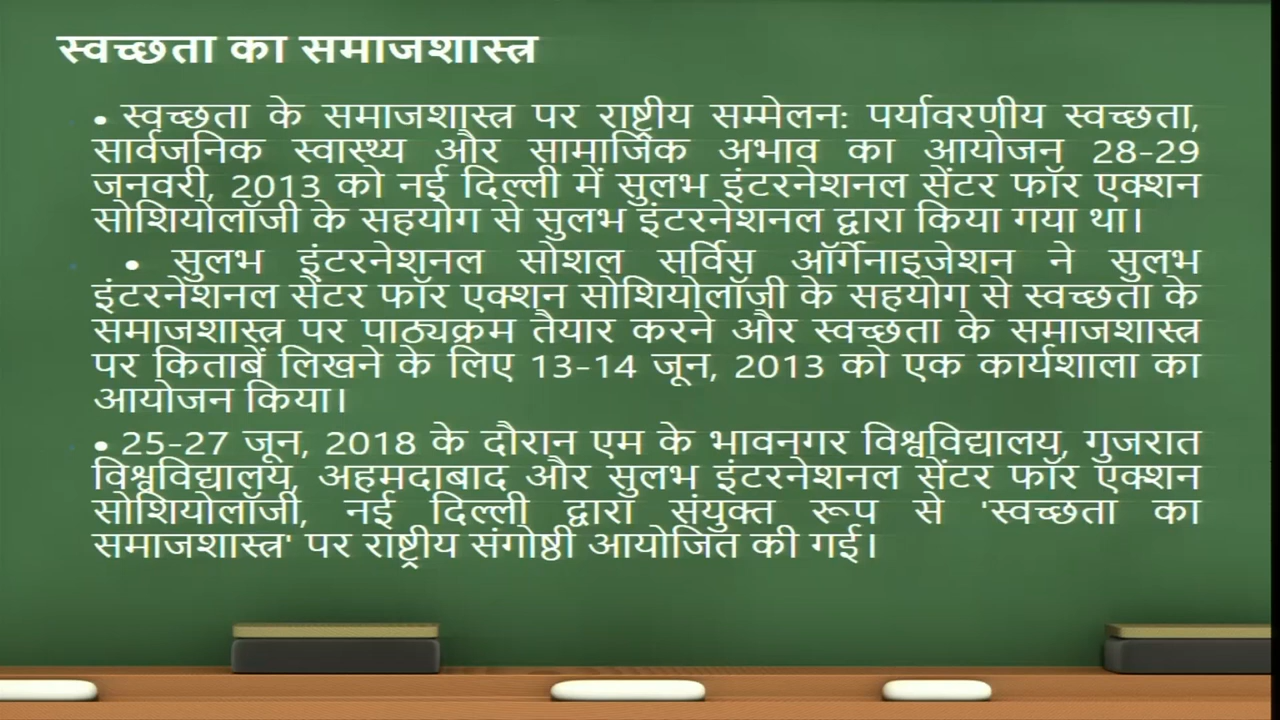 स्वच्छता का समाजशास्त्र
• स्वच्छता के समाजशास्त्र पर राष्ट्रीय सम्मेलन: पर्यावरणीय स्वच्छता,
सार्वजनिक स्वास्थ्य और सामाजिक अभाव का आयोजन 28-29
जनवरी, 2013 को नई दिल्ली में सुलभ इंटरनेशनल सेंटर फॉर एक्शन
सोशियोलॉजी के सहयोग से सुलभ इंटरनेशनल द्वारा किया गया था।
• सुलभ इंटरनेशनल सोशल सर्विस ऑर्गेनाइजेशन ने सुलभ
इंटरनेशनल सेंटर फॉर एक्शन सोशियोलॉजी के सहयोग से स्वच्छता के
समाजशास्त्र पर पाठ्यक्रम तैयार करने और स्वच्छता के समाजशास्त्र
पर किताबें लिखने के लिए 13-14 जून, 2013 को एक कार्यशाला का
आयोजन किया।
• 25-27 जून, 2018 के दौरान एम के भावनगर विश्वविद्यालय, गुजरात
विश्वविद्यालय, अहमदाबाद और सुलभ इंटरनेशनल सेंटर फॉर एक्शन
सोशियोलॉजी, नई दिल्ली द्वारा संयुक्त रूप से 'स्वच्छता का
समाजशास्त्र' पर राष्ट्रीय संगोष्ठी आयोजित की गई।